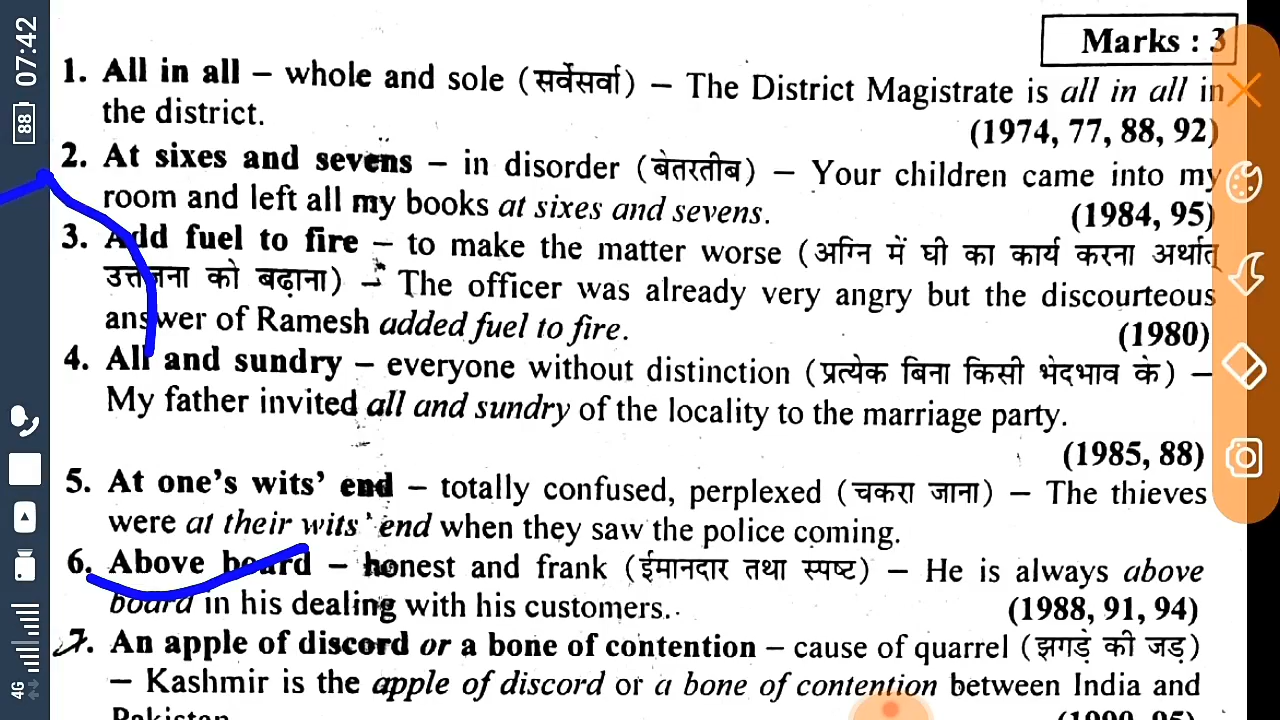 07:42
88
4G
Marks : 3
1. All in all – whole and sole (सर्वेसर्वा) – The District Magistrate is all in all in
the district. (1974, 77, 88, 92)
2. At sixes and sevens – in disorder (बेतरतीब) – Your children came into my
room and left all my books at sixes and sevens. (1984, 95)
3. Add fuel to fire – to make the matter worse (अग्नि में घी का कार्य करना अर्थात्
उत्तेजना को बढ़ाना) – The officer was already very angry but the discourteous
answer of Ramesh added fuel to fire. (1980)
4. All and sundry – everyone without distinction (प्रत्येक बिना किसी भेदभाव के) –
My father invited all and sundry of the locality to the marriage party.
(1985, 88)
5. At one's wits' end – totally confused, perplexed (चकरा जाना) – The thieves
were at their wits' end when they saw the police coming.
6. Above board – honest and frank (ईमानदार तथा स्पष्ट) – He is always above
board in his dealing with his customers. (1988, 91, 94)
7. An apple of discord or a bone of contention – cause of quarrel (झगड़े की जड़)
– Kashmir is the apple of discord or a bone of contention between India and
Pakistan. (1990, 95)